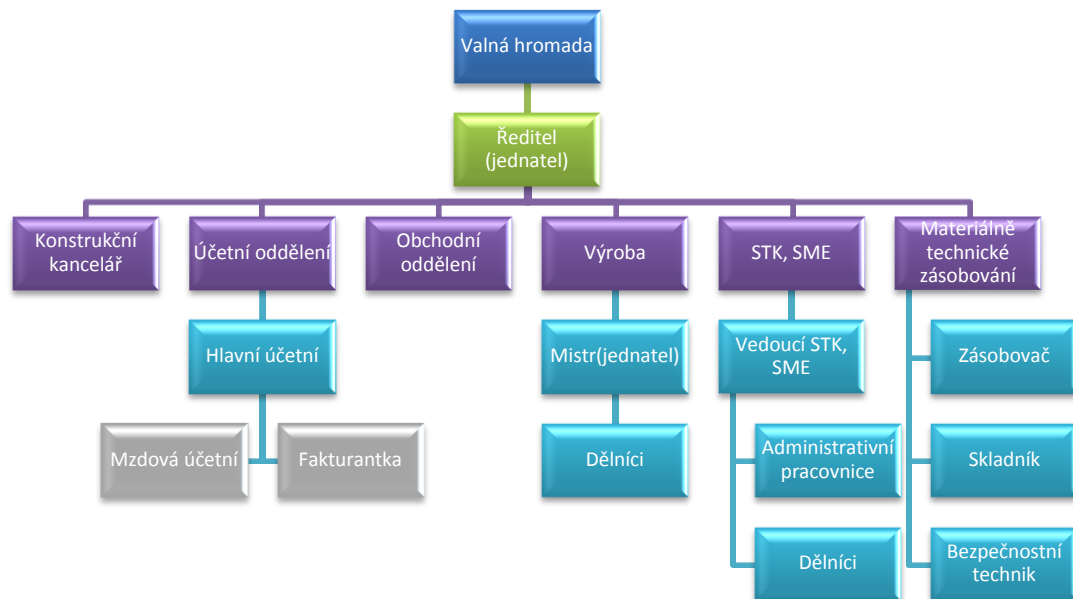 Valná hromada
Ředitel
(jednatel)
Konstrukční
kancelář
Účetní oddělení
Obchodní
oddělení
Výroba
STK, SME
Materiálně
technické
zásobování
Hlavní účetní
Mistr(jednatel)
Vedoucí STK,
SME
Zásobovač
Mzdová účetní
Fakturantka
Dělníci
Administrativní
pracovnice
Skladník
Dělníci
Bezpečnostní
technik